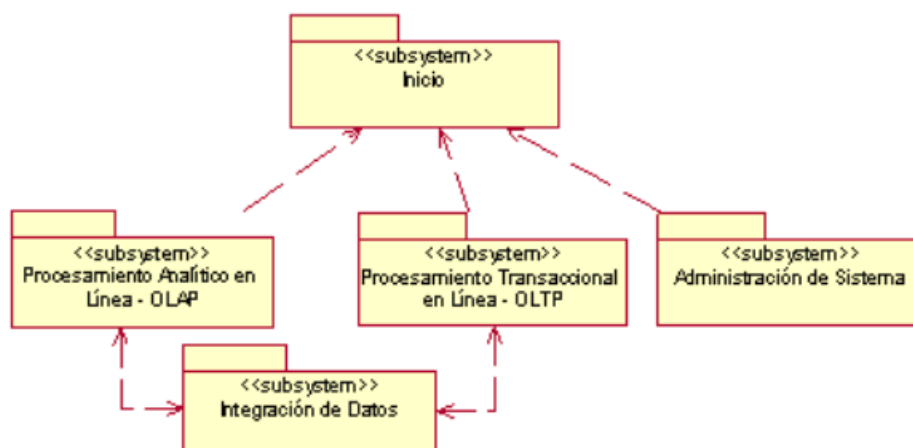 <<subsystem>>
Inicio
<<subsystem>>
Procesamiento Analítico en
Línea - OLAP
<<subsystem>>
Procesamiento Transaccional
en Línea - OLTP
<<subsystem>>
Administración de Sistema
<<subsystem>>
Integración de Datos